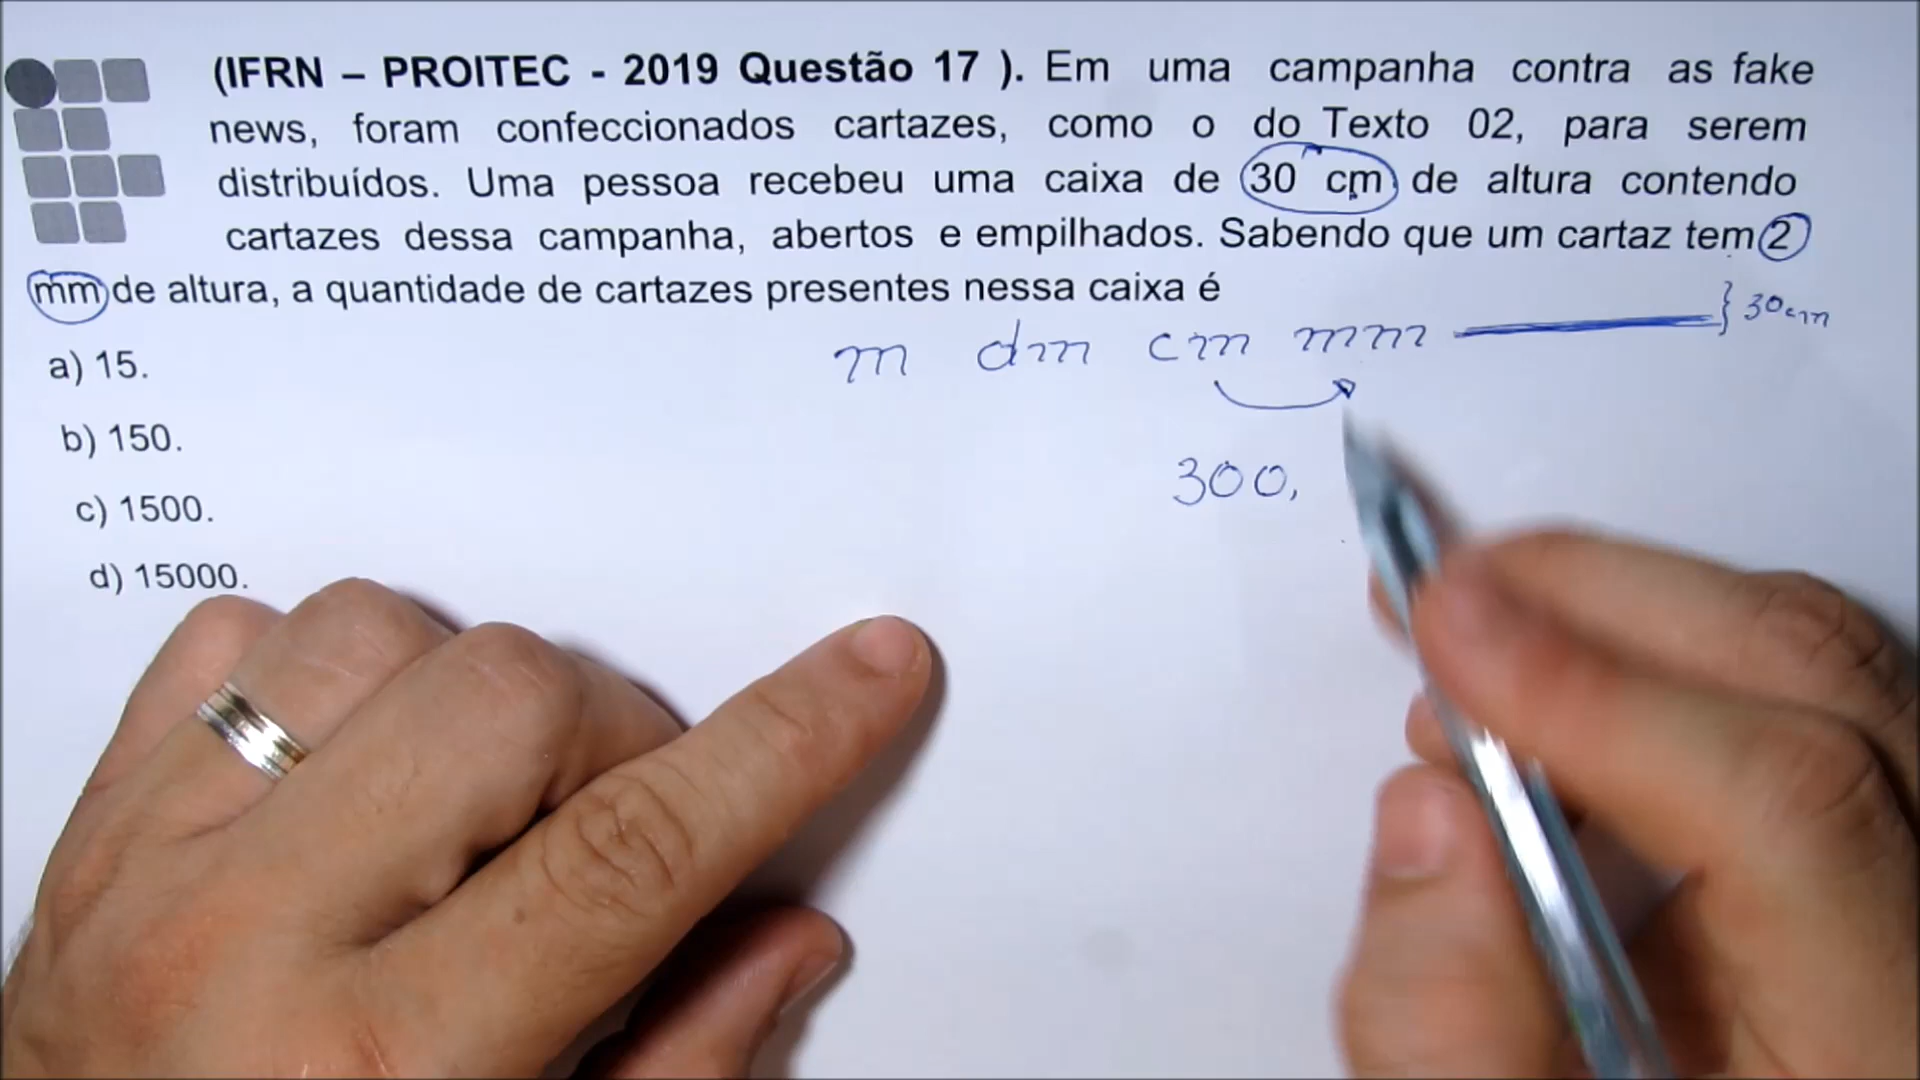 (IFRN – PROITEC - 2019 Questão 17 ). Em uma campanha contra as fake
news, foram confeccionados cartazes, como o do Texto 02, para serem
distribuídos. Uma pessoa recebeu uma caixa de 30 cm de altura contendo
cartazes dessa campanha, abertos e empilhados. Sabendo que um cartaz tem 2
mm de altura, a quantidade de cartazes presentes nessa caixa é
30cm
m dm cm mm
a) 15.
b) 150.
300,
c) 1500.
d) 15000.